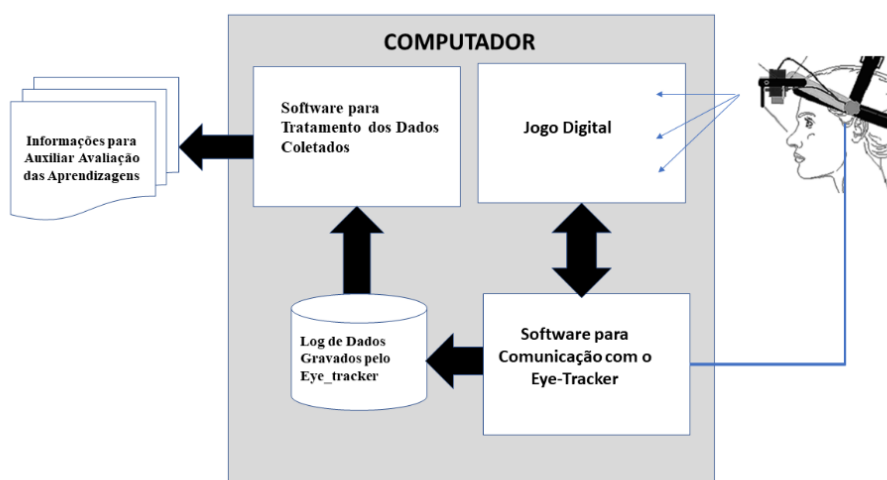 COMPUTADOR
Informações para
Auxiliar Avaliação
das Aprendizagens
Software para
Tratamento dos Dados
Coletados
Jogo Digital
Log de Dados
Gravados pelo
Eye_tracker
Software para
Comunicação com o
Eye-Tracker